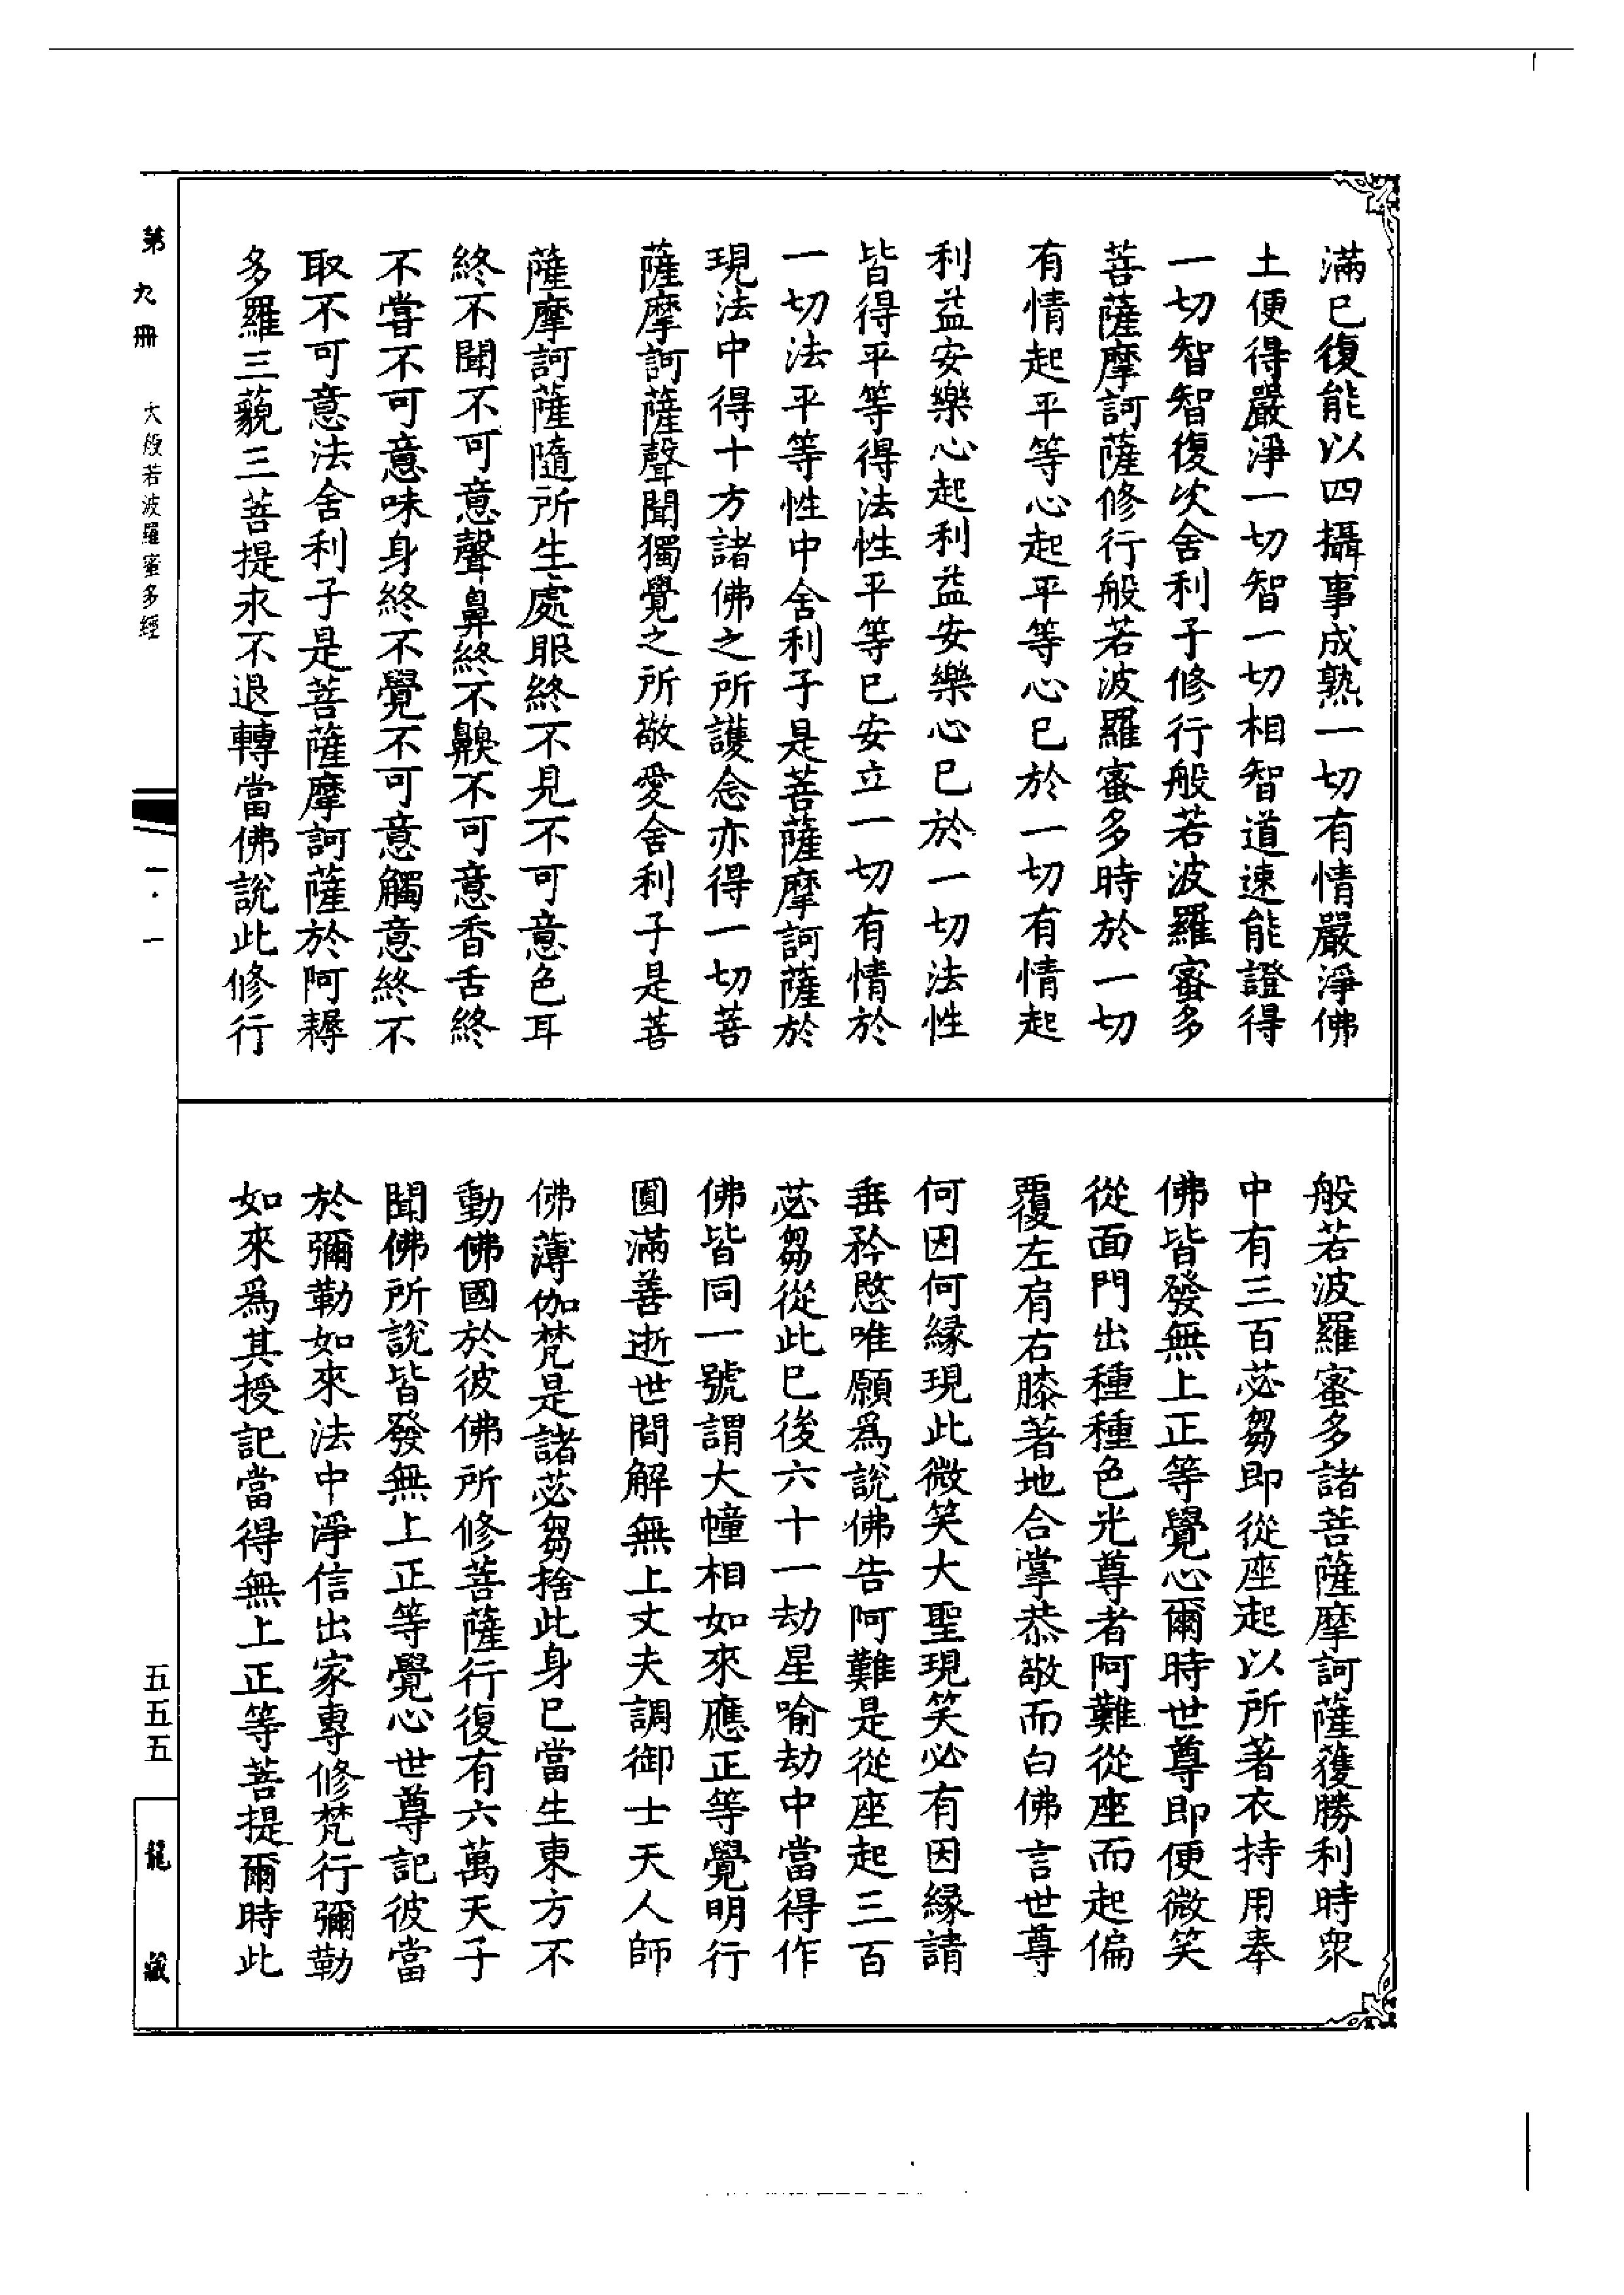 滿已復能以四攝事成熟一切有情嚴淨佛
土便得嚴淨一切智一切相智道速能證得
一切智智復次舍利子修行般若波羅蜜多
菩薩摩訶薩修行般若波羅蜜多時於一切
有情起平等心起平等心已於一切有情起
利益安樂心起利益安樂心已於一切法性
皆得平等得法性平等已安立一切有情於
一切法平等性中舍利子是菩薩摩訶薩於
現法中得十方諸佛之所護念亦得一切菩
薩摩訶薩聲聞獨覺之所敬愛舍利子是菩
薩摩訶薩隨所生處眼終不見不可意色耳
終不聞不可意聲鼻終不齅不可意香舌終
不甞不可意味身終不覺不可意觸意終不
取不可意法舍利子是菩薩摩訶薩於阿耨
多羅三藐三菩提永不退轉當佛說此修行
般若波羅蜜多諸菩薩摩訶薩獲勝利時衆
中有三百苾芻即從座起以所著衣持用奉
佛皆發無上正等覺心爾時世尊即便微笑
從面門出種種色光尊者阿難從座而起偏
覆左肩右膝著地合掌恭敬而白佛言世尊
何因何緣現此微笑大聖現笑必有因緣請
垂矜愍唯願爲說佛告阿難是從座起三百
苾芻從此已後六十一劫星喻劫中當得作
佛皆同一號謂大幢相如來應正等覺明行
圓滿善逝世間解無上丈夫調御士天人師
佛薄伽梵是諸苾芻捨此身已當生東方不
動佛國於彼佛所修菩薩行復有六萬天子
聞佛所說皆發無上正等覺心世尊記彼當
於彌勒如來法中淨信出家專修梵行彌勒
如來爲其授記當得無上正等菩提爾時此
第九冊
大般若波羅蜜多經
一·一
五五五
龍藏